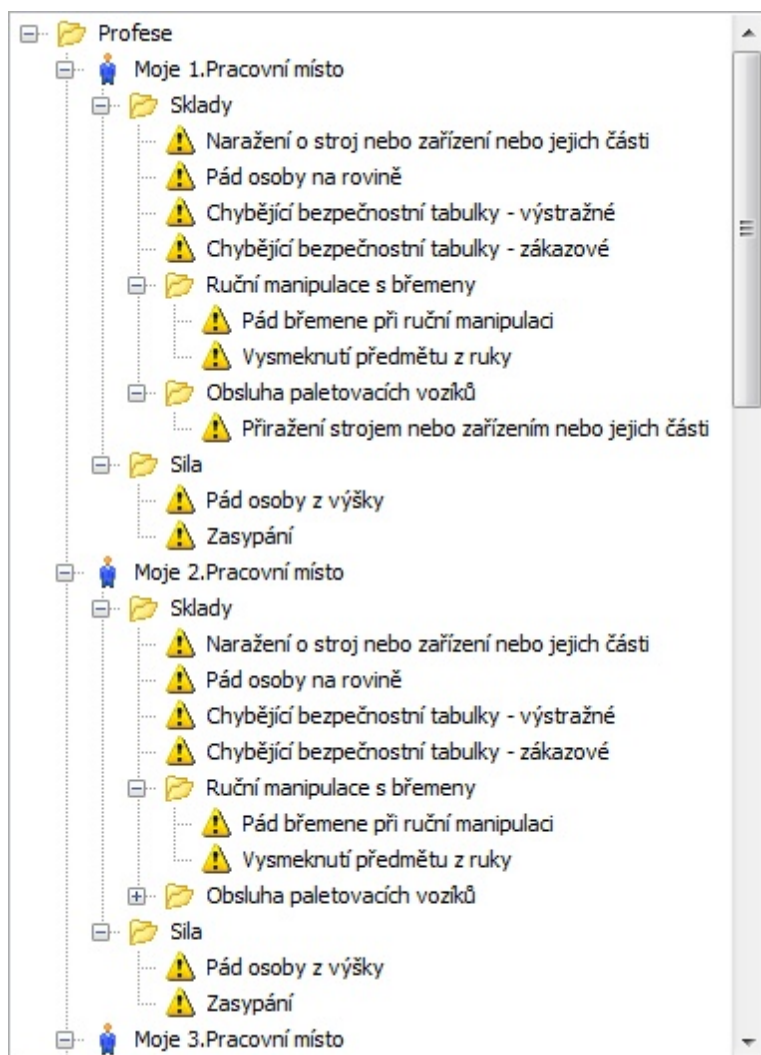 Profese
Moje 1.Pracovní místo
Sklady
Naražení o stroj nebo zařízení nebo jejich části
Pád osoby na rovině
Chybějící bezpečnostní tabulky - výstražné
Chybějící bezpečnostní tabulky - zákazové
Ruční manipulace s břemeny
Pád břemene při ruční manipulaci
Vysmeknutí předmětu z ruky
Obsluha paletovacích vozíků
Přiražení strojem nebo zařízením nebo jejich části
Sila
Pád osoby z výšky
Zasypání
Moje 2.Pracovní místo
Sklady
Naražení o stroj nebo zařízení nebo jejich části
Pád osoby na rovině
Chybějící bezpečnostní tabulky - výstražné
Chybějící bezpečnostní tabulky - zákazové
Ruční manipulace s břemeny
Pád břemene při ruční manipulaci
Vysmeknutí předmětu z ruky
Obsluha paletovacích vozíků
Sila
Pád osoby z výšky
Zasypání
Moje 3.Pracovní místo